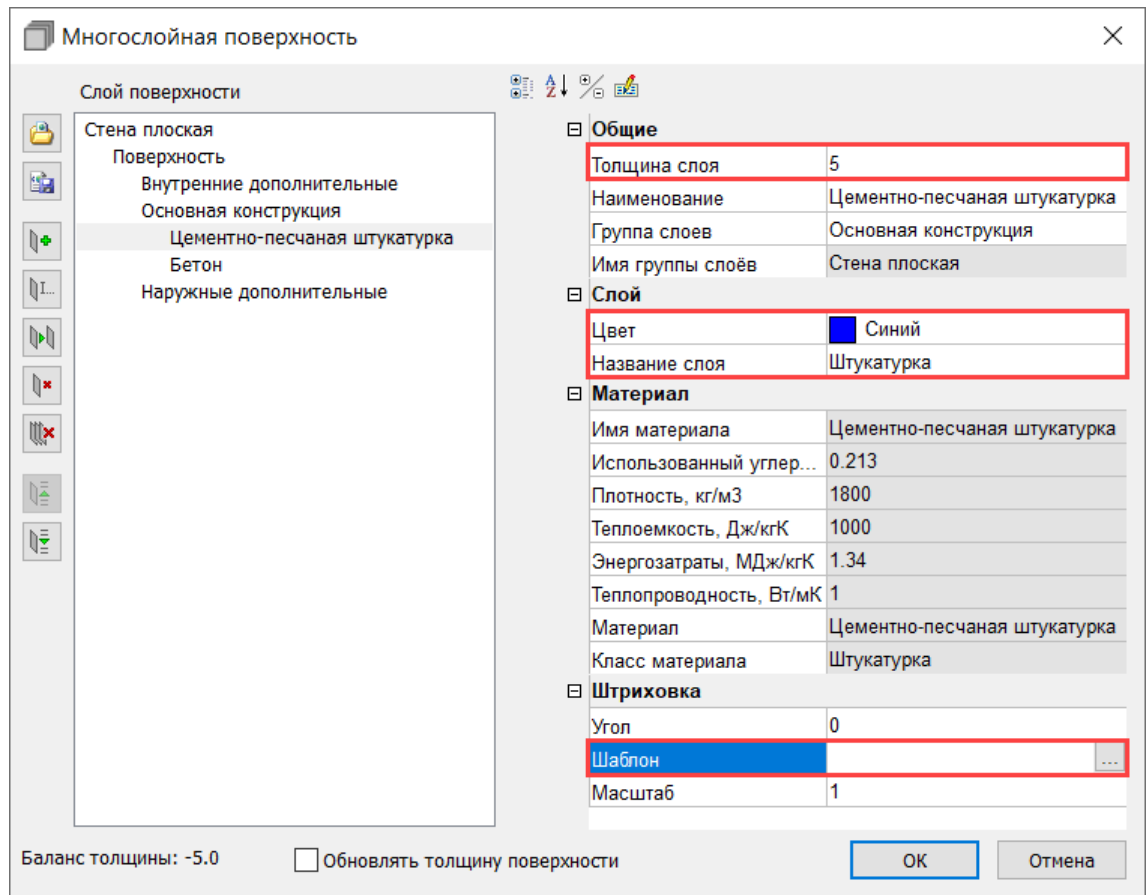 Многослойная поверхность
Слой поверхности
Стена плоская
Поверхность
Внутренние дополнительные
Основная конструкция
Цементно-песчаная штукатурка
Бетон
Наружные дополнительные
Общие
Толщина слоя 5
Наименование Цементно-песчаная штукатурка
Группа слоев Основная конструкция
Имя группы слоёв Стена плоская
Слой
Цвет Синий
Название слоя Штукатурка
Материал
Имя материала Цементно-песчаная штукатурка
Использованный углер... 0.213
Плотность, кг/м3 1800
Теплоемкость, Дж/кгК 1000
Энергозатраты, МДж/кгК 1.34
Теплопроводность, Вт/мК 1
Материал Цементно-песчаная штукатурка
Класс материала Штукатурка
Штриховка
Угол 0
Шаблон ...
Масштаб 1
Баланс толщины: -5.0 Обновлять толщину поверхности ОК Отмена